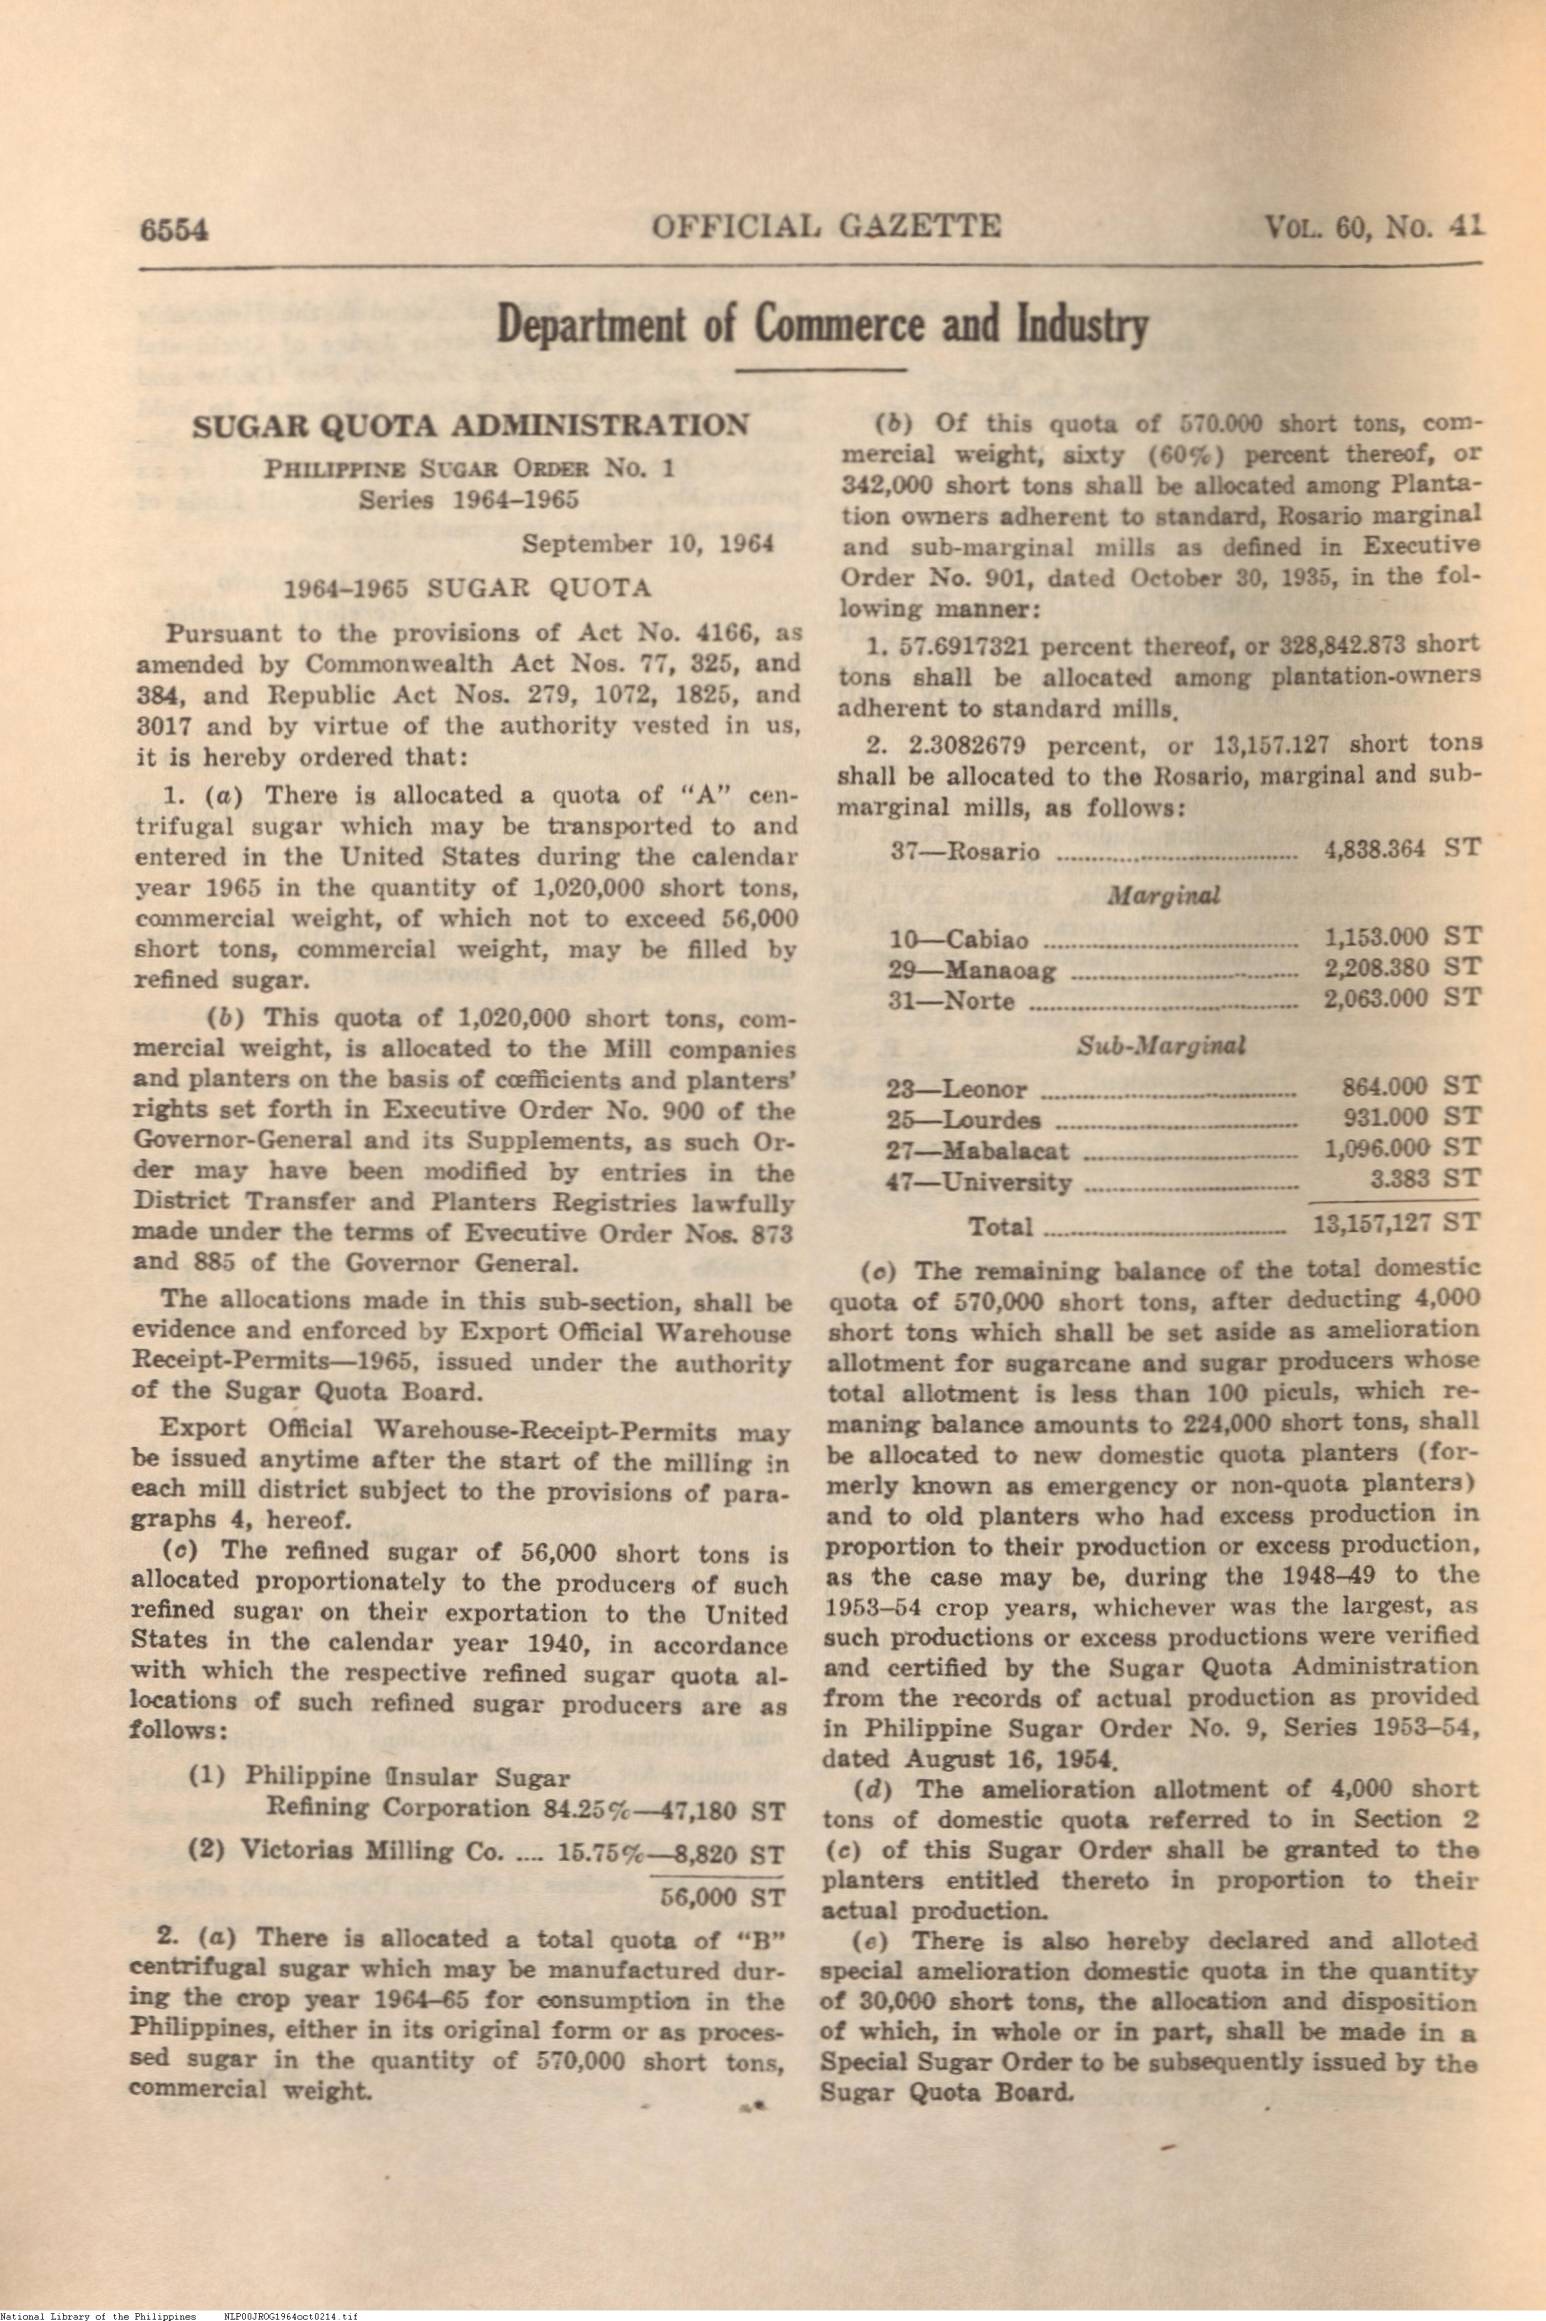 6554 OFFICIAL GAZETTE VOL. 60, No. 41
Department of Commerce and Industry
SUGAR QUOTA ADMINISTRATION
PHILIPPINE SUGAR ORDER NO. 1
Series 1964–1965
September 10, 1964
1964–1965 SUGAR QUOTA
Pursuant to the provisions of Act No. 4166, as
amended by Commonwealth Act Nos. 77, 325, and
384, and Republic Act Nos. 279, 1072, 1825, and
3017 and by virtue of the authority vested in us,
it is hereby ordered that:
1. (a) There is allocated a quota of “A” cen-
trifugal sugar which may be transported to and
entered in the United States during the calendar
year 1965 in the quantity of 1,020,000 short tons,
commercial weight, of which not to exceed 56,000
short tons, commercial weight, may be filled by
refined sugar.
(b) This quota of 1,020,000 short tons, com-
mercial weight, is allocated to the Mill companies
and planters on the basis of cœfficients and planters’
rights set forth in Executive Order No. 900 of the
Governor-General and its Supplements, as such Or-
der may have been modified by entries in the
District Transfer and Planters Registries lawfully
made under the terms of Evecutive Order Nos. 873
and 885 of the Governor General.
The allocations made in this sub-section, shall be
evidence and enforced by Export Official Warehouse
Receipt-Permits—1965, issued under the authority
of the Sugar Quota Board.
Export Official Warehouse-Receipt-Permits may
be issued anytime after the start of the milling in
each mill district subject to the provisions of para-
graphs 4, hereof.
(c) The refined sugar of 56,000 short tons is
allocated proportionately to the producers of such
refined sugar on their exportation to the United
States in the calendar year 1940, in accordance
with which the respective refined sugar quota al-
locations of such refined sugar producers are as
follows:
(1) Philippine Insular Sugar
Refining Corporation 84.25%—47,180 ST
(2) Victorias Milling Co. .... 15.75%—8,820 ST
56,000 ST
2. (a) There is allocated a total quota of “B”
centrifugal sugar which may be manufactured dur-
ing the crop year 1964–65 for consumption in the
Philippines, either in its original form or as proces-
sed sugar in the quantity of 570,000 short tons,
commercial weight.
(b) Of this quota of 570.000 short tons, com-
mercial weight, sixty (60%) percent thereof, or
342,000 short tons shall be allocated among Planta-
tion owners adherent to standard, Rosario marginal
and sub-marginal mills as defined in Executive
Order No. 901, dated October 30, 1935, in the fol-
lowing manner:
1. 57.6917321 percent thereof, or 328,842.873 short
tons shall be allocated among plantation-owners
adherent to standard mills.
2. 2.3082679 percent, or 13,157.127 short tons
shall be allocated to the Rosario, marginal and sub-
marginal mills, as follows:
37—Rosario .................................... 4,838.364 ST
Marginal
10—Cabiao .................................... 1,153.000 ST
29—Manaoag .................................... 2,208.380 ST
31—Norte .................................... 2,063.000 ST
Sub-Marginal
23—Leonor .................................... 864.000 ST
25—Lourdes .................................... 931.000 ST
27—Mabalacat .................................... 1,096.000 ST
47—University .................................... 3.383 ST
Total .................................... 13,157,127 ST
(c) The remaining balance of the total domestic
quota of 570,000 short tons, after deducting 4,000
short tons which shall be set aside as amelioration
allotment for sugarcane and sugar producers whose
total allotment is less than 100 piculs, which re-
maning balance amounts to 224,000 short tons, shall
be allocated to new domestic quota planters (for-
merly known as emergency or non-quota planters)
and to old planters who had excess production in
proportion to their production or excess production,
as the case may be, during the 1948–49 to the
1953–54 crop years, whichever was the largest, as
such productions or excess productions were verified
and certified by the Sugar Quota Administration
from the records of actual production as provided
in Philippine Sugar Order No. 9, Series 1953–54,
dated August 16, 1954.
(d) The amelioration allotment of 4,000 short
tons of domestic quota referred to in Section 2
(c) of this Sugar Order shall be granted to the
planters entitled thereto in proportion to their
actual production.
(e) There is also hereby declared and alloted
special amelioration domestic quota in the quantity
of 30,000 short tons, the allocation and disposition
of which, in whole or in part, shall be made in a
Special Sugar Order to be subsequently issued by the
Sugar Quota Board.
National Library of the Philippines NLP00JROG1964oct0214.tif